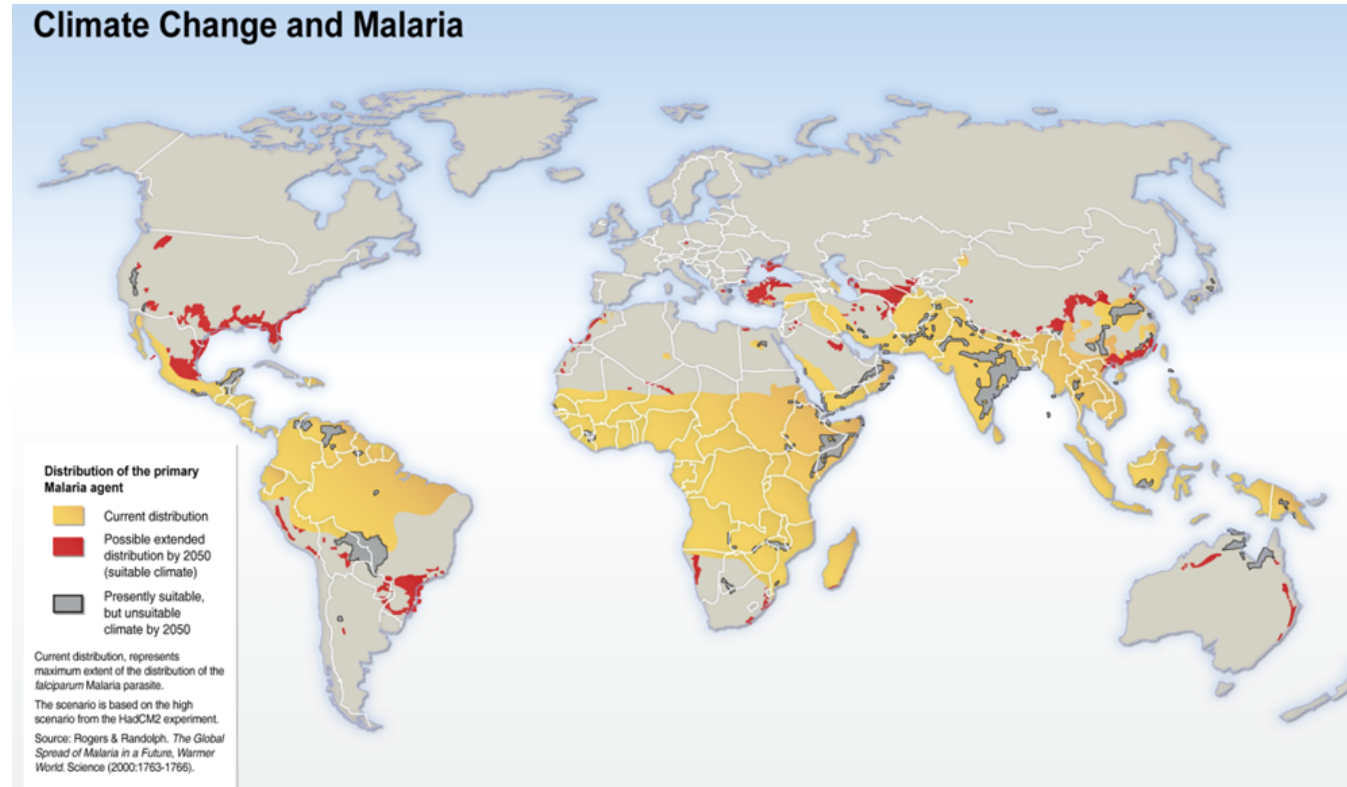 Climate Change and Malaria
Distribution of the primary
Malaria agent
Current distribution
Possible extended
distribution by 2050
(suitable climate)
Presently suitable,
but unsuitable
climate by 2050
Current distribution, represents
maximum extent of the distribution of the
falciparum Malaria parasite.
The scenario is based on the high
scenario from the HadCM2 experiment.
Source: Rogers & Randolph. The Global
Spread of Malaria in a Future, Warmer
World. Science (2000:1763-1766).